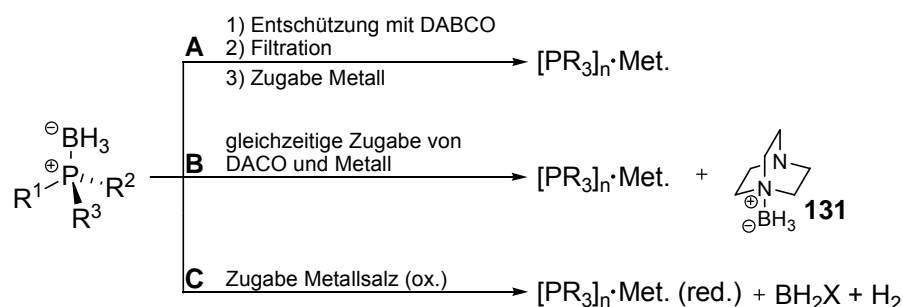 A
1) Entschützung mit DABCO
2) Filtration
3) Zugabe Metall
[PR3]n·Met.
⊖
BH3
⊕
P
R1
R2
R3
B
gleichzeitige Zugabe von
DACO und Metall
[PR3]n·Met.
+
N
N
⊕
⊖
BH3
131
C
Zugabe Metallsalz (ox.)
[PR3]n·Met. (red.) + BH2X + H2